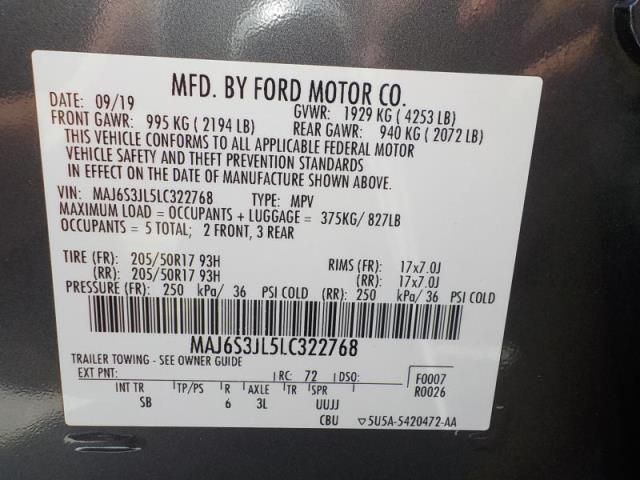 MFD. BY FORD MOTOR CO.
DATE: 09/19 GVWR: 1929 KG ( 4253 LB)
FRONT GAWR: 995 KG ( 2194 LB) REAR GAWR: 940 KG ( 2072 LB)
THIS VEHICLE CONFORMS TO ALL APPLICABLE FEDERAL MOTOR
VEHICLE SAFETY AND THEFT PREVENTION STANDARDS
IN EFFECT ON THE DATE OF MANUFACTURE SHOWN ABOVE.
VIN: MAJ6S3JL5LC322768 TYPE: MPV
MAXIMUM LOAD = OCCUPANTS + LUGGAGE = 375KG/ 827LB
OCCUPANTS = 5 TOTAL; 2 FRONT, 3 REAR
TIRE (FR): 205/50R17 93H RIMS (FR): 17x7.0J
(RR): 205/50R17 93H (RR): 17x7.0J
PRESSURE (FR): 250 kPa/ 36 PSI COLD (RR): 250 kPa/ 36 PSI COLD
MAJ6S3JL5LC322768
TRAILER TOWING - SEE OWNER GUIDE
EXT PNT: RC: 72 DSO: F0007
R0026
INT TR TP/PS R AXLE TR SPR
SB 6 3L UUJJ
CBU ▽5U5A-5420472-AA